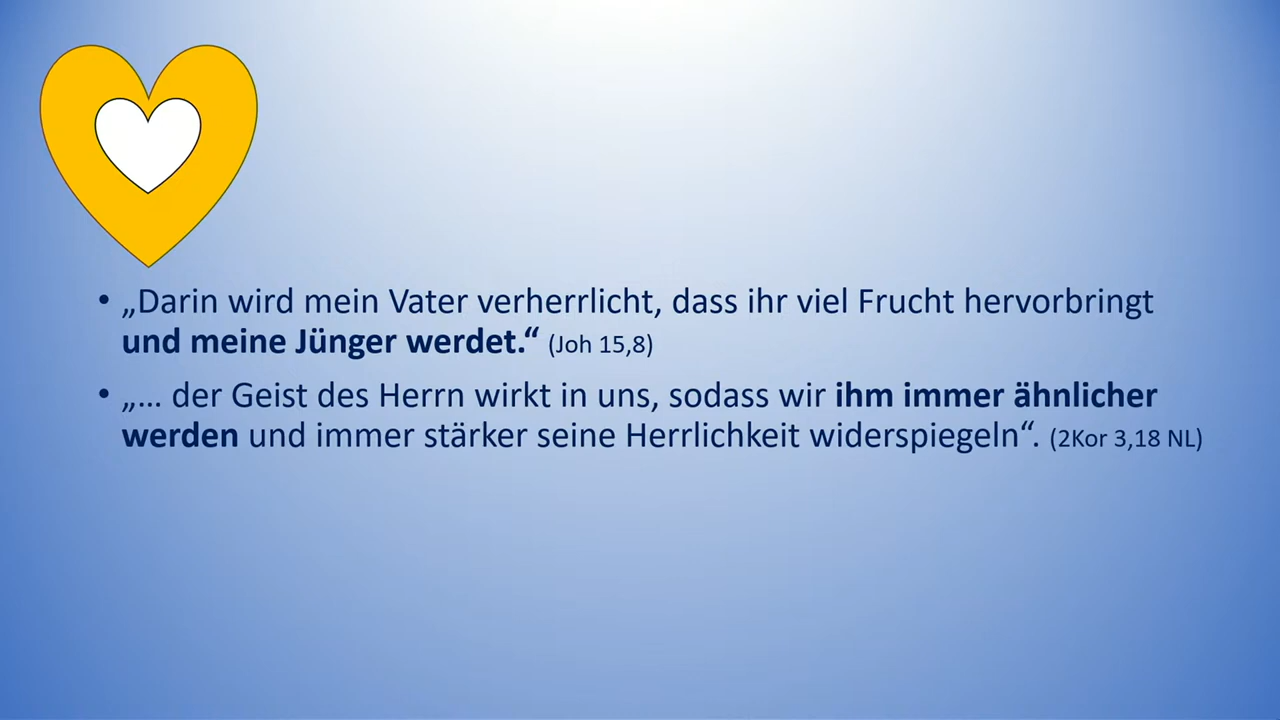 • „Darin wird mein Vater verherrlicht, dass ihr viel Frucht hervorbringt
und meine Jünger werdet.“ (Joh 15,8)
• „… der Geist des Herrn wirkt in uns, sodass wir ihm immer ähnlicher
werden und immer stärker seine Herrlichkeit widerspiegeln“. (2Kor 3,18 NL)